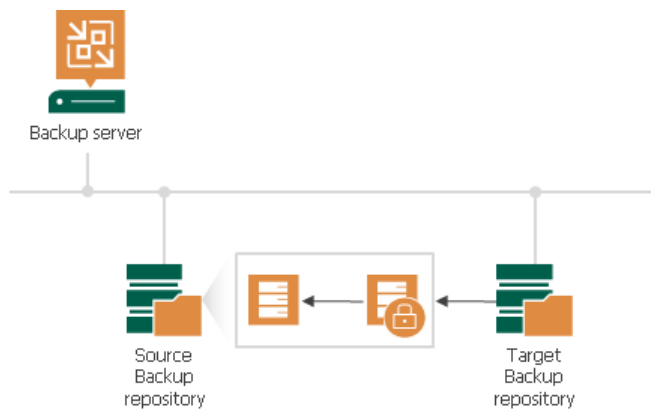 Backup server
Source
Backup
repository
Target
Backup
repository